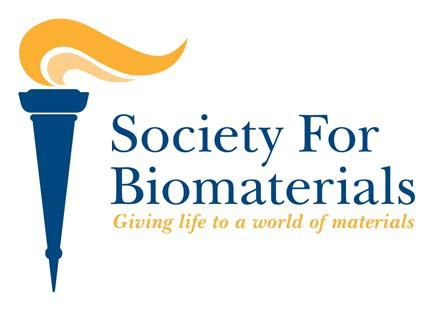 Society For
Biomaterials
Giving life to a world of materials